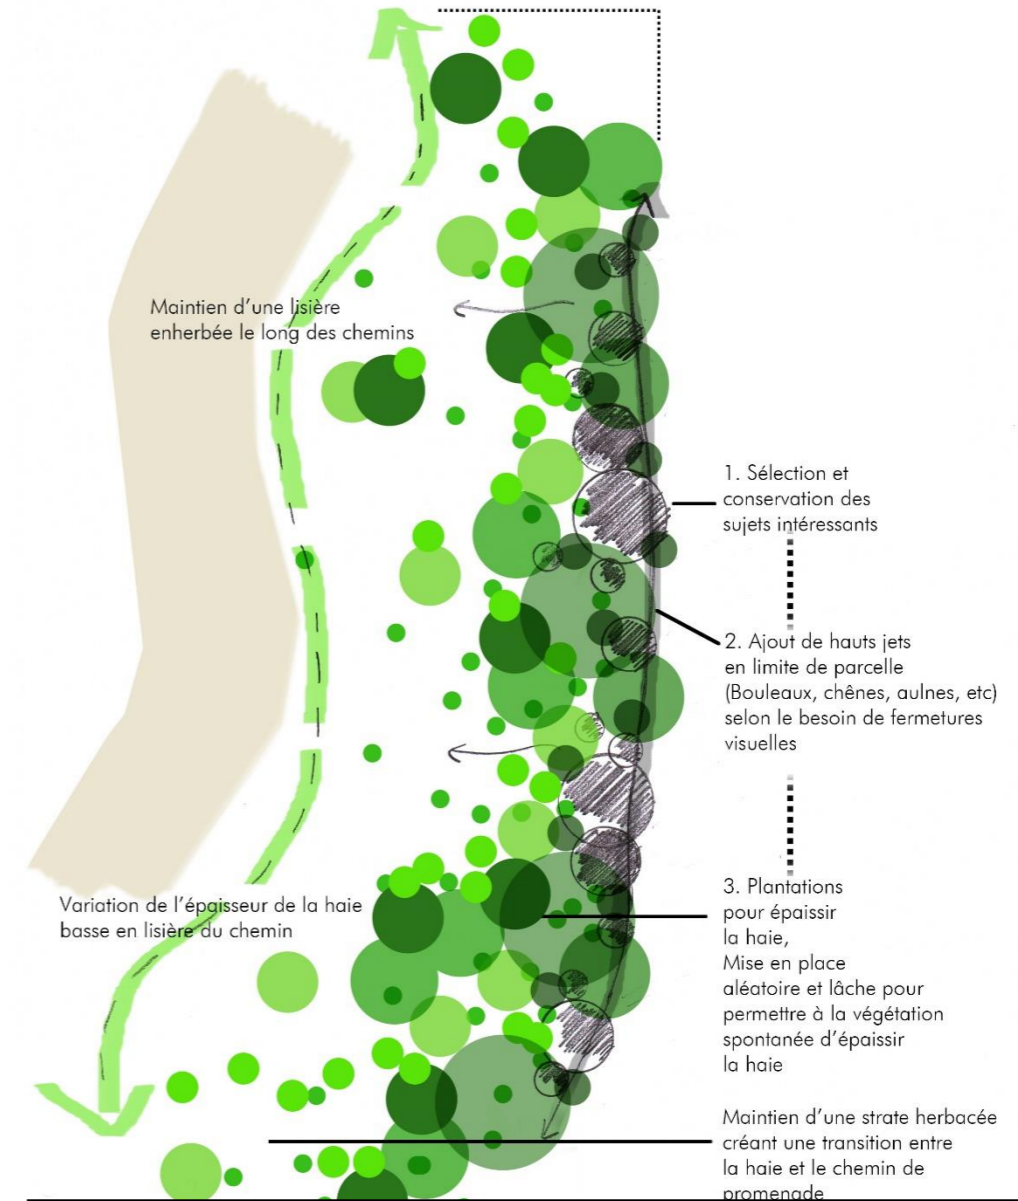 Maintien d'une lisière
enherbée le long des chemins
1. Sélection et
conservation des
sujets intéressants
2. Ajout de hauts jets
en limite de parcelle
(Bouleaux, chênes, aulnes, etc)
selon le besoin de fermetures
visuelles
Variation de l'épaisseur de la haie
basse en lisière du chemin
3. Plantations
pour épaissir
la haie,
Mise en place
aléatoire et lâche pour
permettre à la végétation
spontanée d'épaissir
la haie
Maintien d'une strate herbacée
créant une transition entre
la haie et le chemin de
promenade